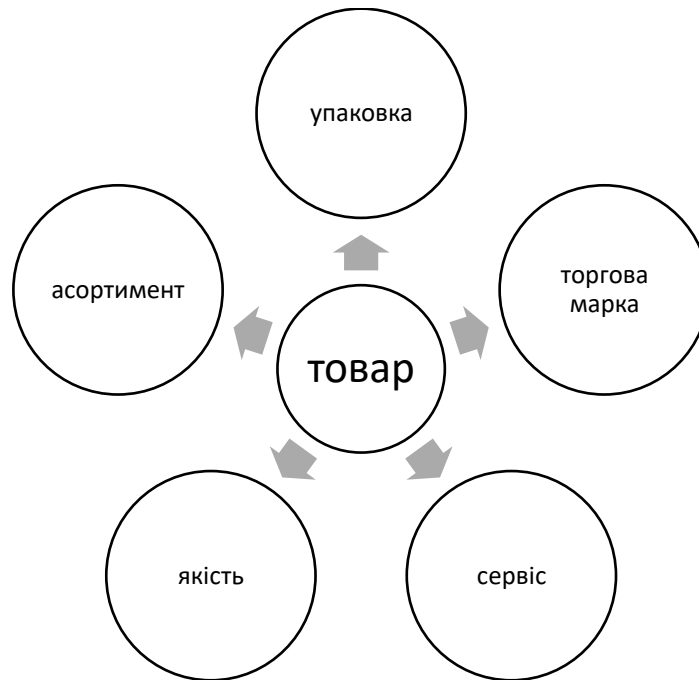 упаковка
асортимент
торгова
марка
товар
якість
сервіс